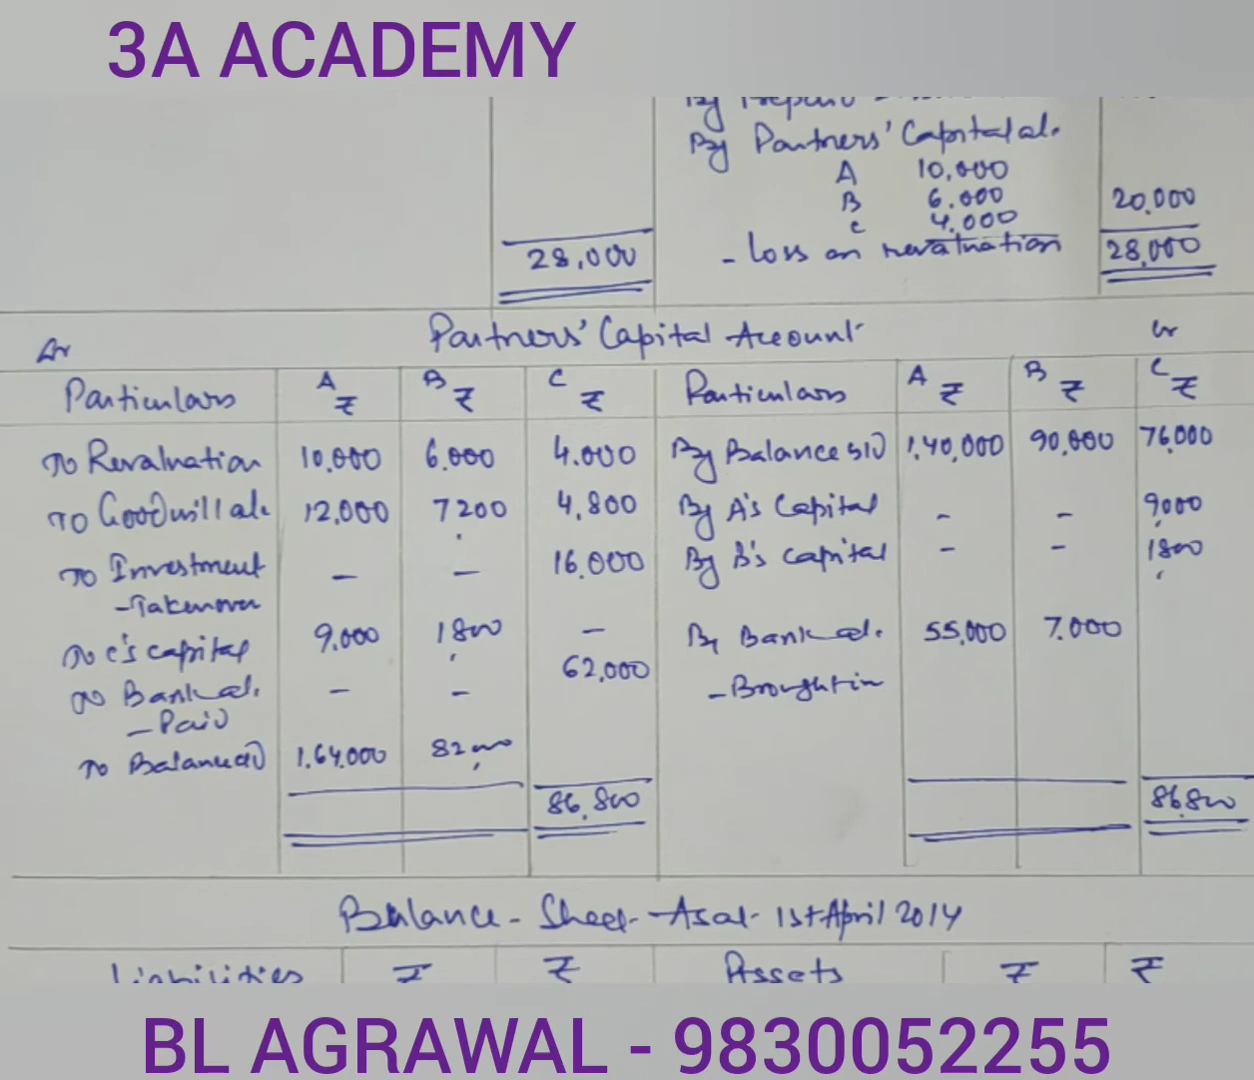 3A ACADEMY
By Partners' Capital a/c.
A 10,000
B 6.000 20.000
C 4.000
28,000 - Loss on revaluation 28,000
Partners' Capital Account
Dr Cr
Particulars A ₹ B ₹ C ₹ Particulars A ₹ B ₹ C ₹
To Revaluation 10.000 6.000 4.000 By Balance b/d 1,40,000 90,000 76,000
To Goodwill a/c. 12,000 7200 4,800 By A's Capital - - 9000
To Investment - - 16.000 By B's Capital - - 1800
- Takenover
To C's capital 9,000 1800 - By Bank a/c. 55,000 7.000
To Bank a/c. - - 62,000 - Brought in
- Paid
To Balance c/d 1,64,000 82000
86,800 86,800
Balance - Sheet - As at - 1st April 2014
Liabilities ₹ ₹ Assets ₹ ₹
BL AGRAWAL - 9830052255